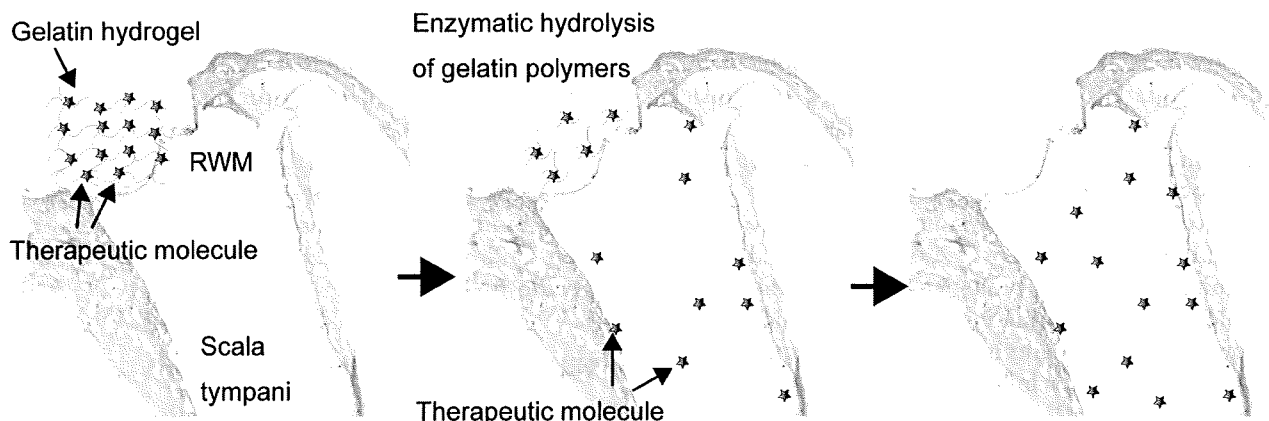 Gelatin hydrogel
RWM
Therapeutic molecule
Scala
tympani
Enzymatic hydrolysis
of gelatin polymers
Therapeutic molecule